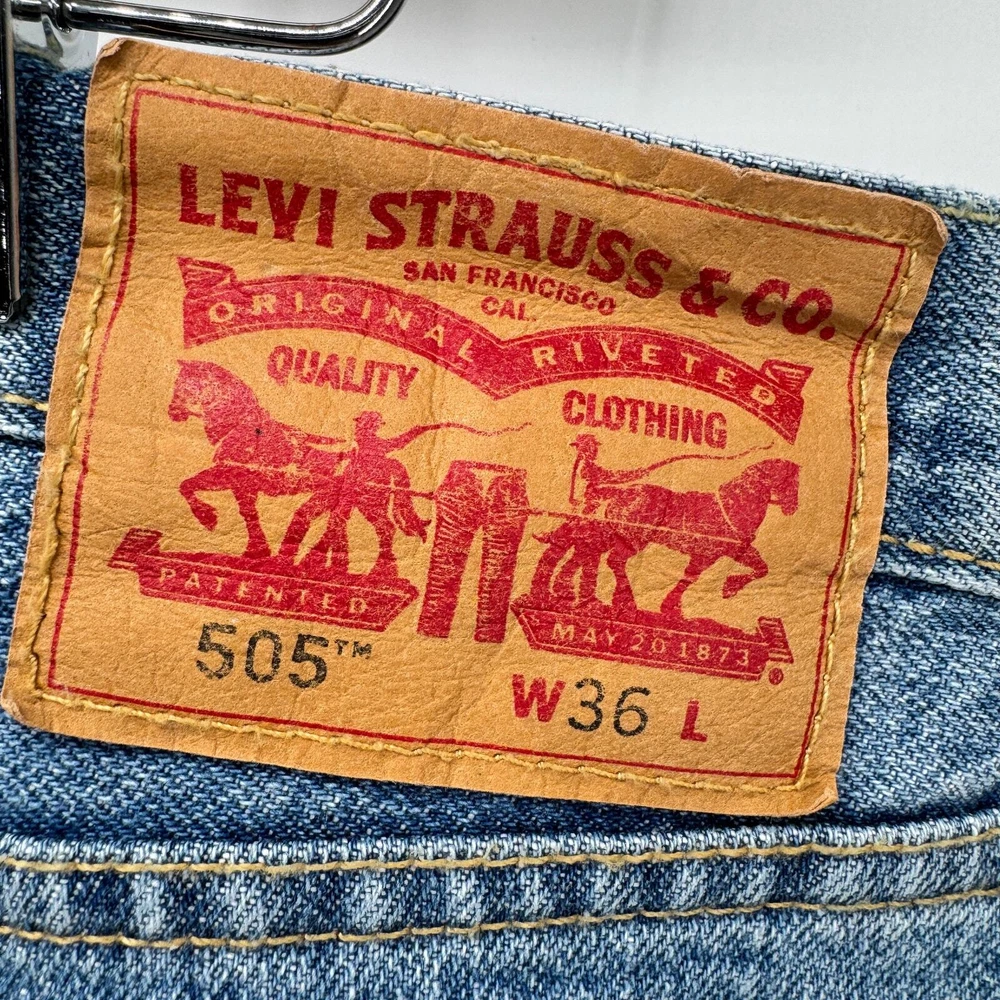 LEVI STRAUSS & CO.
SAN FRANCISCO
CAL.
ORIGINAL RIVETED
QUALITY CLOTHING
PATENTED MAY 20 1873 ®
505™
W36 L